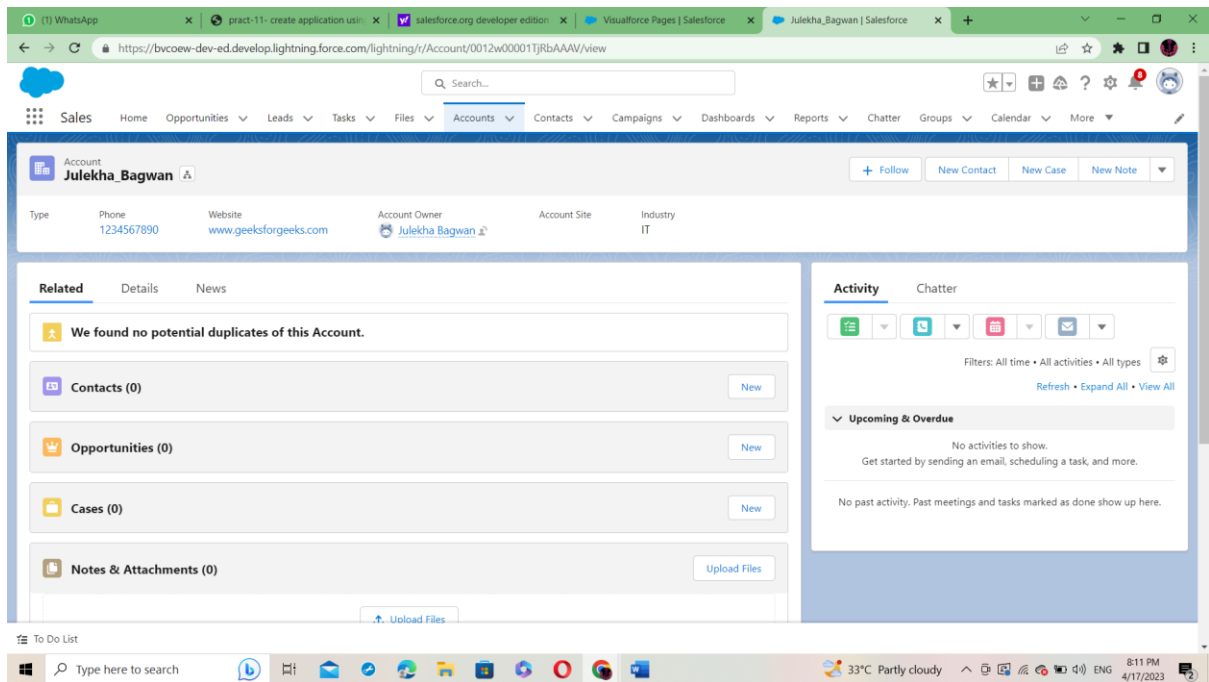 (1) WhatsApp
pract-11- create application usin
salesforce.org developer edition
Visualforce Pages | Salesforce
Julekha_Bagwan | Salesforce
https://bvcoew-dev-ed.develop.lightning.force.com/lightning/r/Account/0012w00001TjRbAAAV/view
Search...
8
Sales Home Opportunities Leads Tasks Files Accounts Contacts Campaigns Dashboards Reports Chatter Groups Calendar More
Account
Julekha_Bagwan
+ Follow New Contact New Case New Note
Type Phone Website Account Owner Account Site Industry
1234567890 www.geeksforgeeks.com Julekha Bagwan IT
Related Details News
We found no potential duplicates of this Account.
Contacts (0) New
Opportunities (0) New
Cases (0) New
Notes & Attachments (0) Upload Files
Upload Files
Activity Chatter
Filters: All time • All activities • All types
Refresh • Expand All • View All
Upcoming & Overdue
No activities to show.
Get started by sending an email, scheduling a task, and more.
No past activity. Past meetings and tasks marked as done show up here.
To Do List
Type here to search
33°C Partly cloudy ENG 8:11 PM
4/17/2023
2